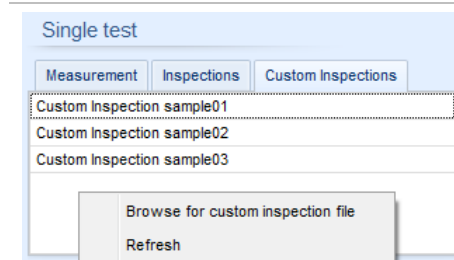 Single test
Measurement Inspections Custom Inspections
Custom Inspection sample01
Custom Inspection sample02
Custom Inspection sample03
Browse for custom inspection file
Refresh